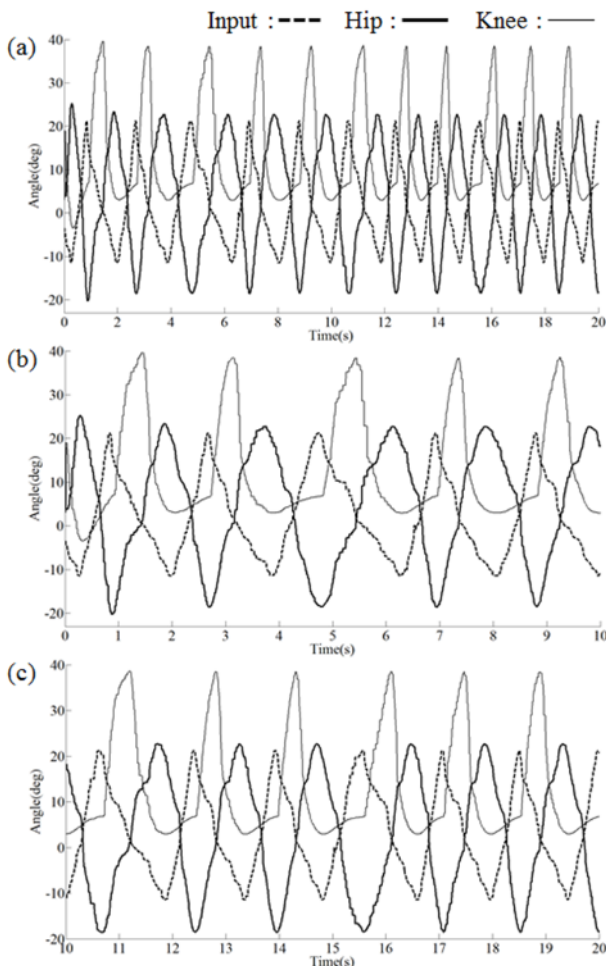 Input : Hip : Knee :
(a)
40
30
20
10
0
-10
-20
Angle(deg)
0 2 4 6 8 10 12 14 16 18 20
Time(s)
(b)
40
30
20
10
0
-10
-20
Angle(deg)
0 1 2 3 4 5 6 7 8 9 10
Time(s)
(c)
40
30
20
10
0
-10
-20
Angle(deg)
10 11 12 13 14 15 16 17 18 19 20
Time(s)